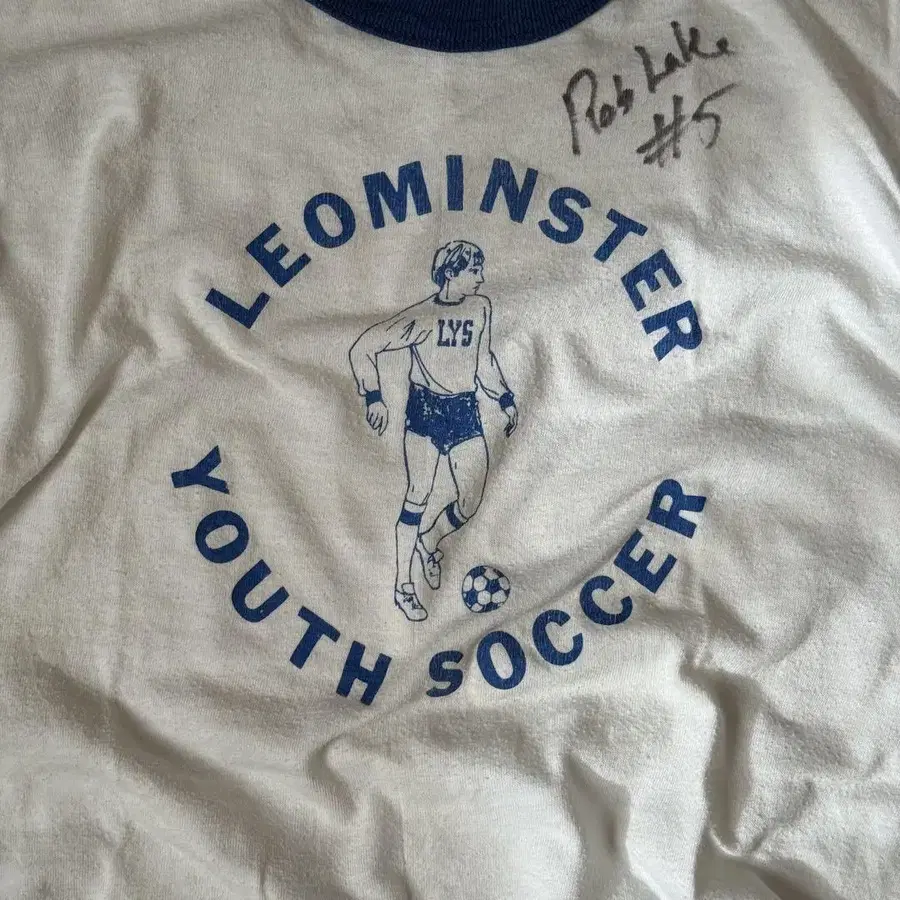 Rob Lake
#5
LEOMINSTER
LYS
YOUTH SOCCER